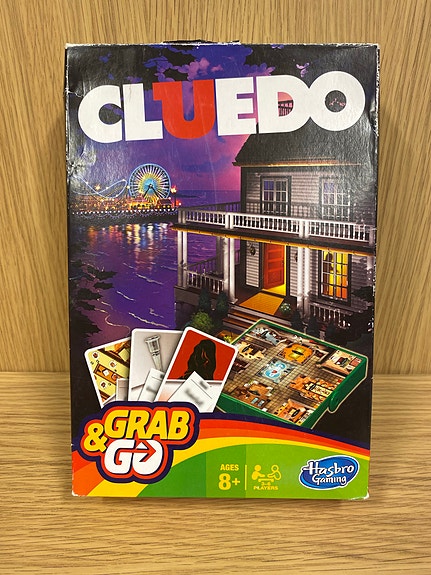 CLUEDO
GRAB
& GO
AGES
8+
PLAYERS
Hasbro
Gaming